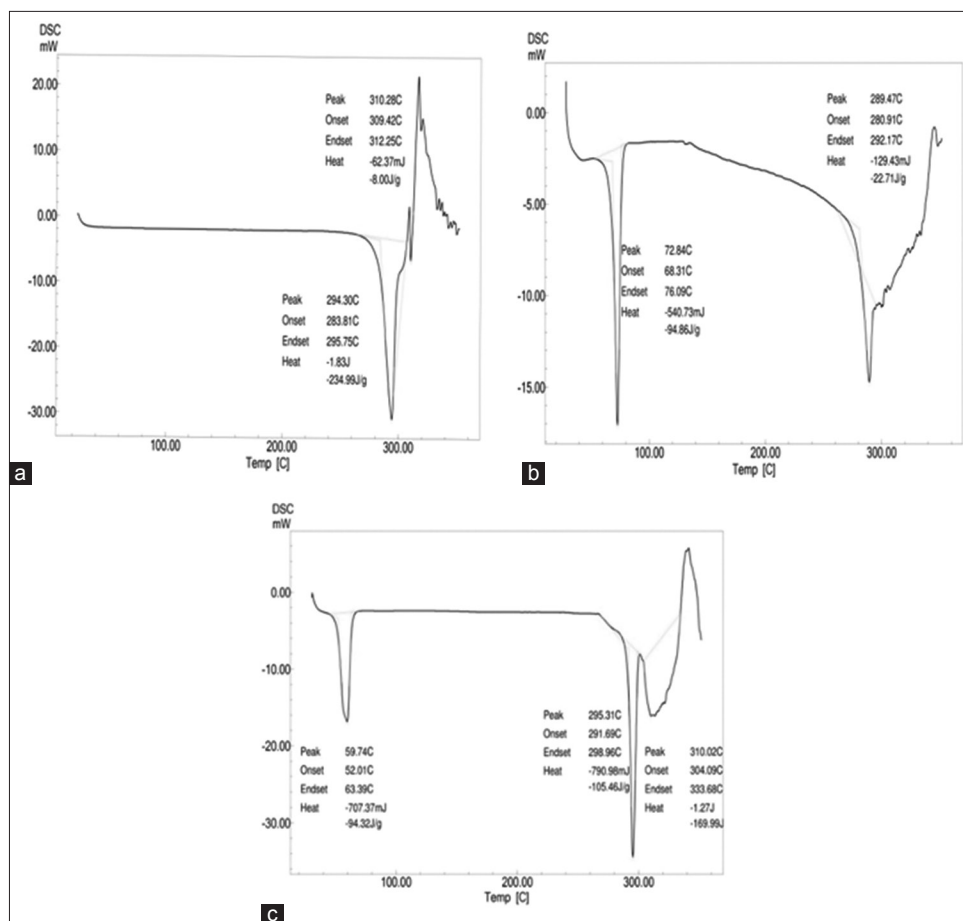 DSC
mW
20.00
10.00
0.00
-10.00
-20.00
-30.00
Peak 310.28C
Onset 309.42C
Endset 312.25C
Heat -62.37mJ
-8.00J/g
Peak 294.30C
Onset 283.81C
Endset 295.75C
Heat -1.83J
-234.99J/g
100.00 200.00 300.00
Temp [C]
a
DSC
mW
0.00
-5.00
-10.00
-15.00
Peak 289.47C
Onset 280.91C
Endset 292.17C
Heat -129.43mJ
-22.71J/g
Peak 72.84C
Onset 68.31C
Endset 76.09C
Heat -540.73mJ
-94.86J/g
100.00 200.00 300.00
Temp [C]
b
DSC
mW
0.00
-10.00
-20.00
-30.00
Peak 59.74C
Onset 52.01C
Endset 63.39C
Heat -707.37mJ
-94.32J/g
Peak 295.31C
Onset 291.69C
Endset 298.96C
Heat -790.98mJ
-105.46J/g
Peak 310.02C
Onset 304.09C
Endset 333.68C
Heat -1.27J
-169.99J/g
100.00 200.00 300.00
Temp [C]
c